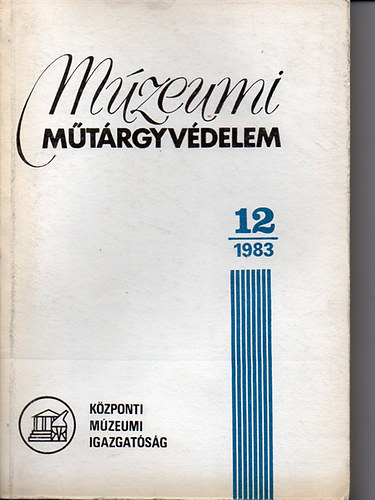 Múzeumi
MŰTÁRGYVÉDELEM
12
1983
KÖZPONTI
MÚZEUMI
IGAZGATÓSÁG